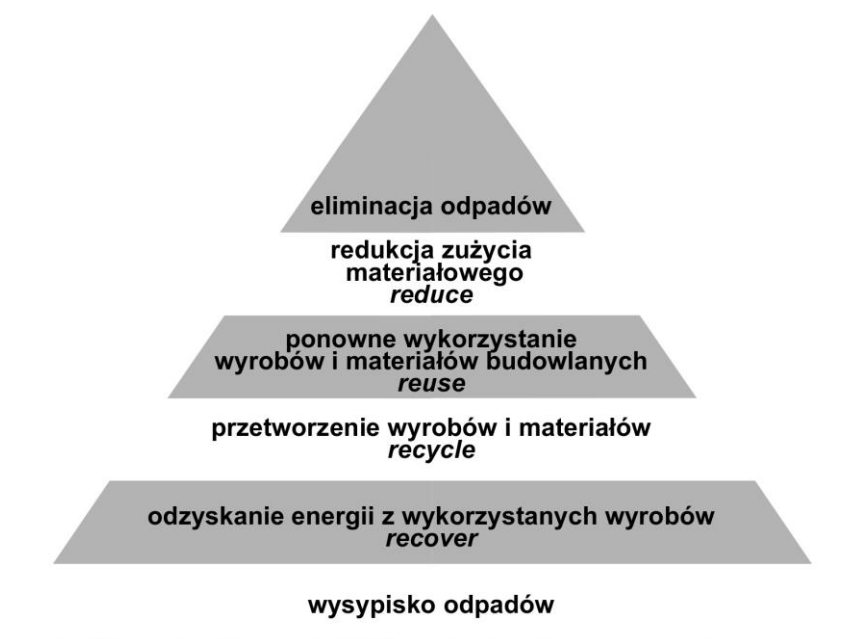 eliminacja odpadów
redukcja zużycia
materiałowego
reduce
ponowne wykorzystanie
wyrobów i materiałów budowlanych
reuse
przetworzenie wyrobów i materiałów
recycle
odzyskanie energii z wykorzystanych wyrobów
recover
wysypisko odpadów